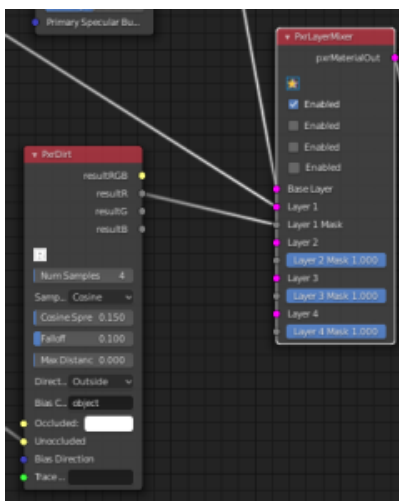 Primary Specular Bu...
PxrLayerMixer
pxrMaterialOut
Enabled
Enabled
Enabled
Enabled
Base Layer
Layer 1
Layer 1 Mask
Layer 2
Layer 2 Mask 1.000
Layer 3
Layer 3 Mask 1.000
Layer 4
Layer 4 Mask 1.000
PxrDirt
resultRGB
resultR
resultG
resultB
Num Samples 4
Samp... Cosine
Cosine Spre 0.150
Falloff 0.100
Max Distanc 0.000
Direct... Outside
Bias C... object
Occluded:
Unoccluded
Bias Direction
Trace ...